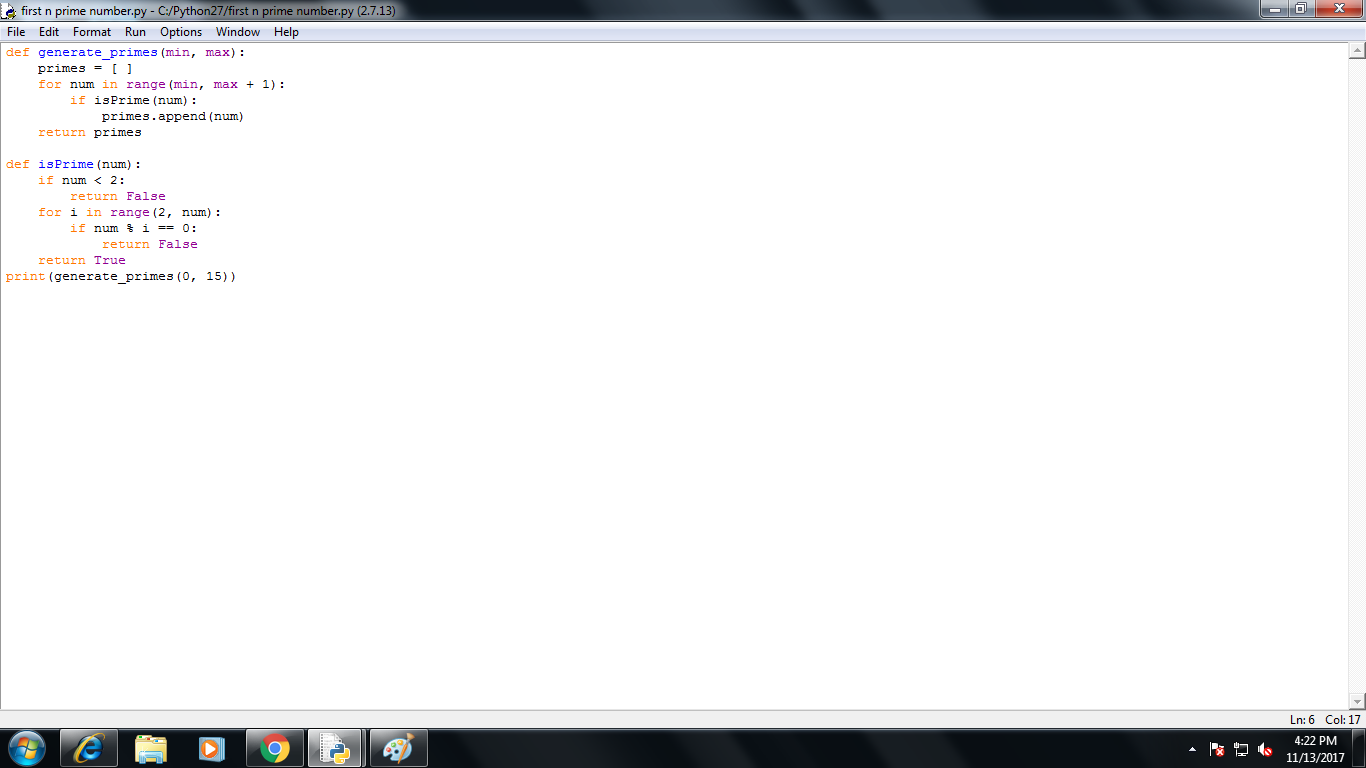 first n prime number.py - C:/Python27/first n prime number.py (2.7.13)
File Edit Format Run Options Window Help
def generate_primes(min, max):
    primes = [ ]
    for num in range(min, max + 1):
        if isPrime(num):
            primes.append(num)
    return primes

def isPrime(num):
    if num < 2:
        return False
    for i in range(2, num):
        if num % i == 0:
            return False
    return True
print(generate_primes(0, 15))
Ln: 6 Col: 17
4:22 PM
11/13/2017